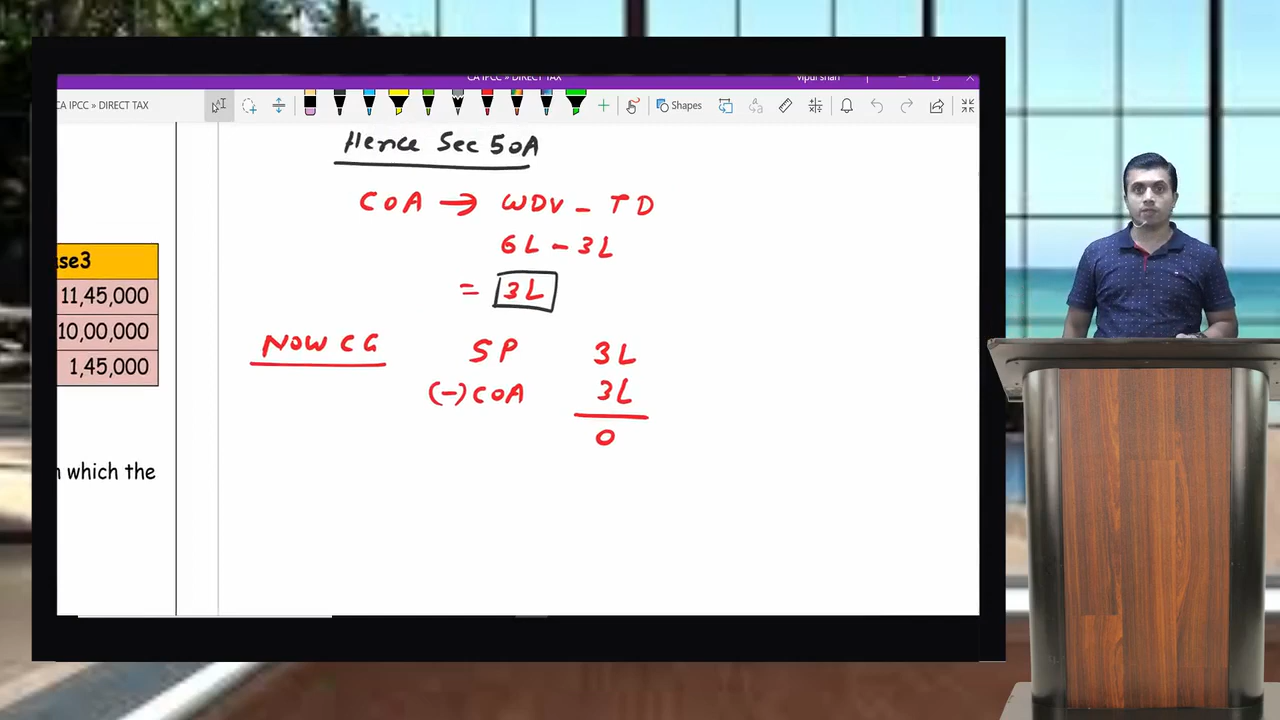 CA IPCC » DIRECT TAX
vipul shah
CA IPCC » DIRECT TAX
Shapes
Hence Sec 50A
COA → WDV - TD
6L - 3L
= 3L
NOW CG SP 3L
(-) COA 3L
0
11,45,000
10,00,000
1,45,000
which the